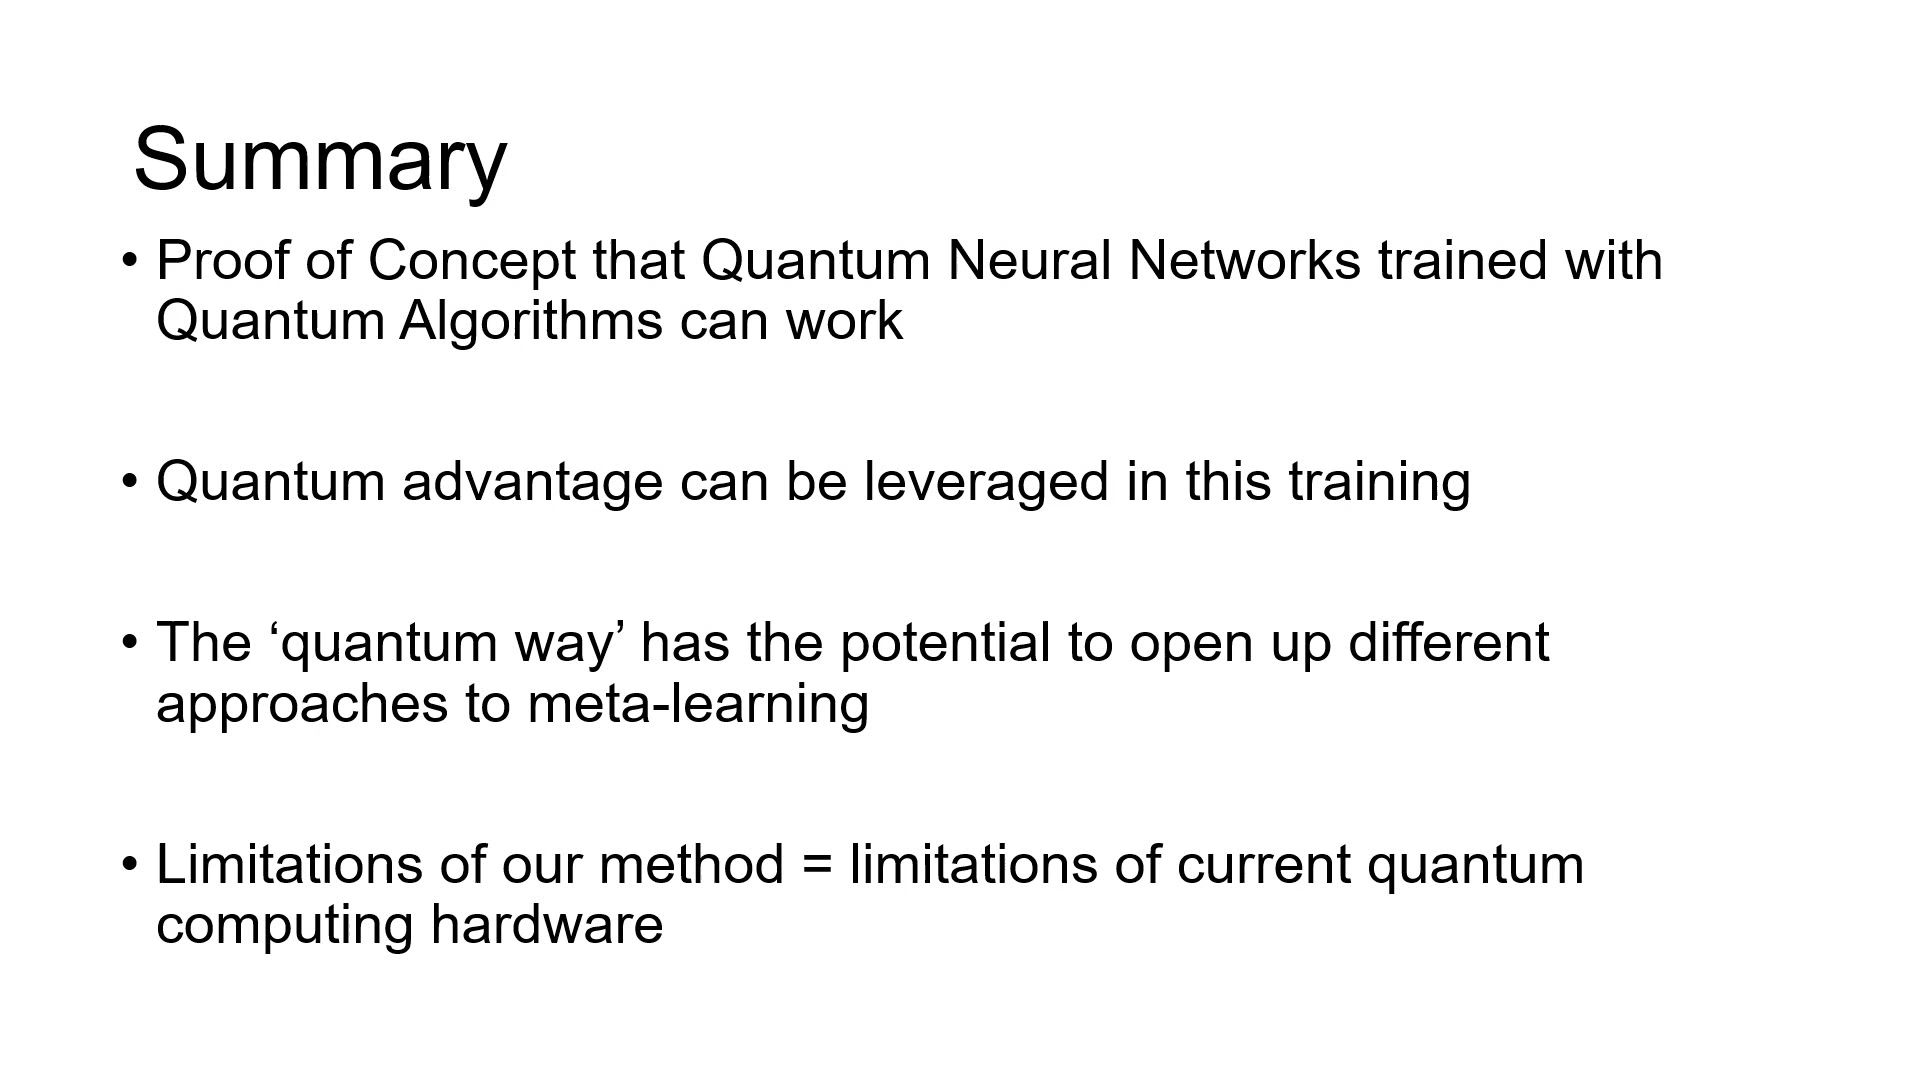 Summary
• Proof of Concept that Quantum Neural Networks trained with
Quantum Algorithms can work
• Quantum advantage can be leveraged in this training
• The ‘quantum way’ has the potential to open up different
approaches to meta-learning
• Limitations of our method = limitations of current quantum
computing hardware